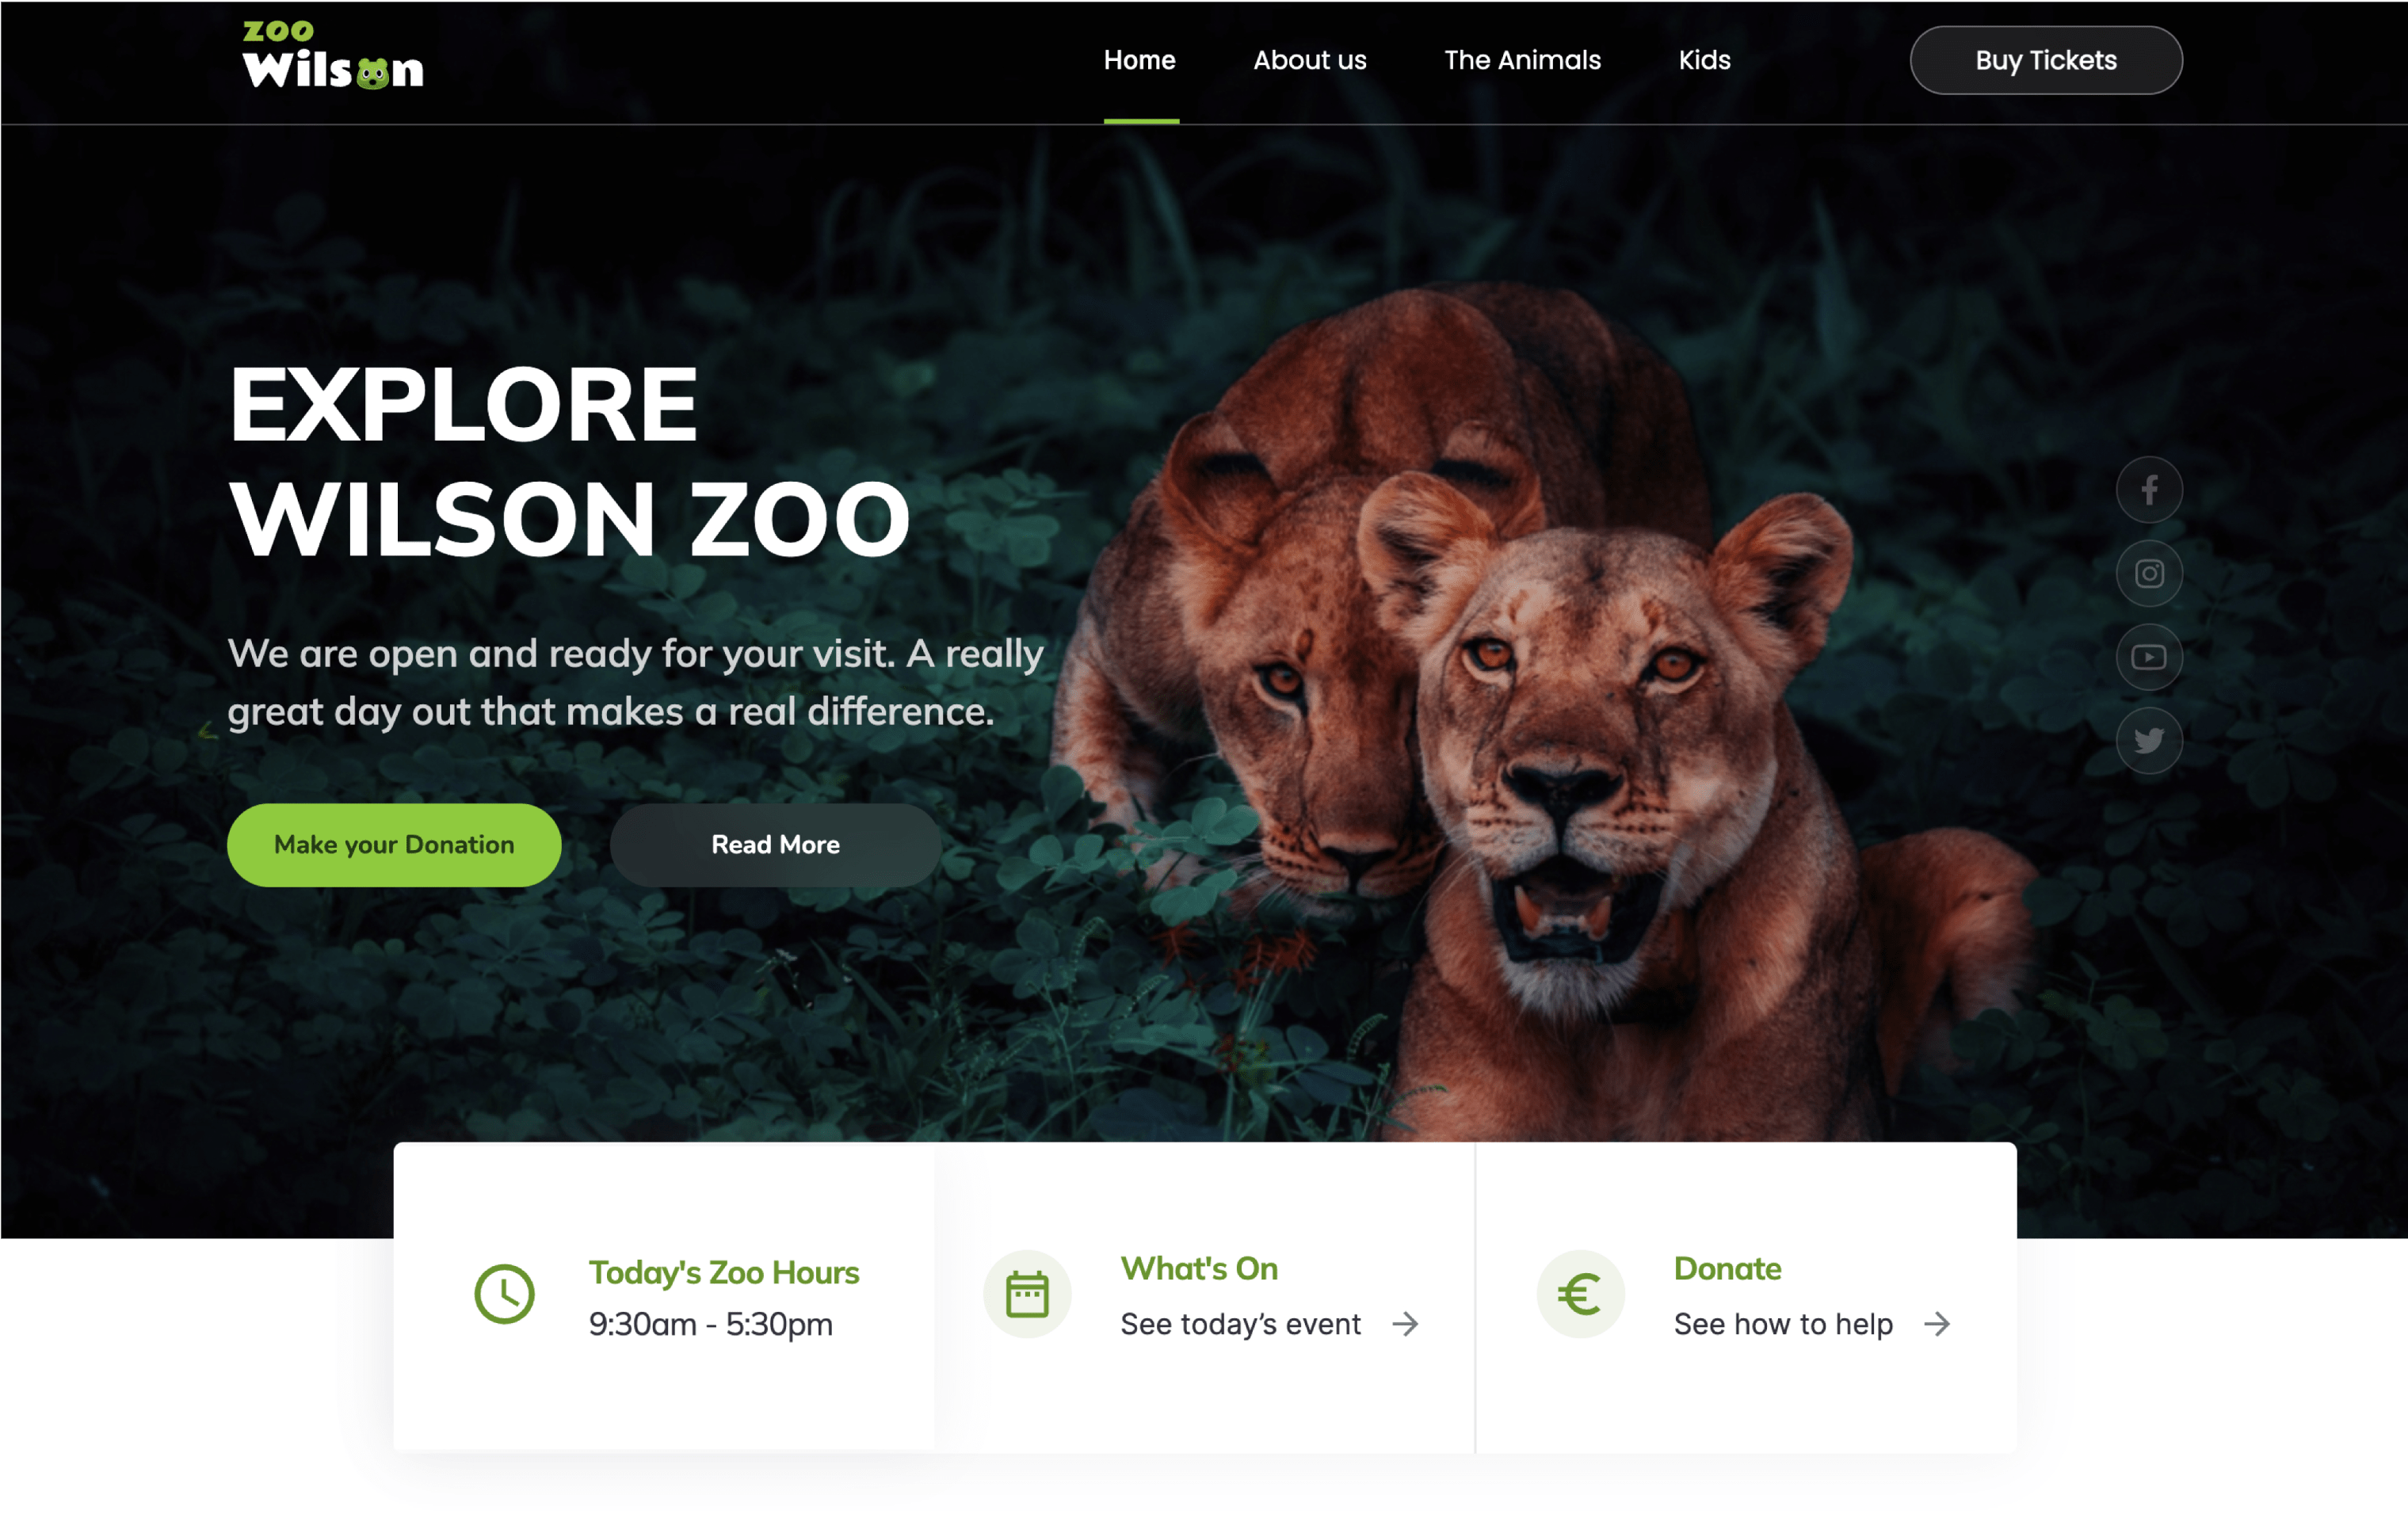 ZOO
Wilson
Home
About us
The Animals
Kids
Buy Tickets
EXPLORE
WILSON ZOO
We are open and ready for your visit. A really
great day out that makes a real difference.
Make your Donation
Read More
Today's Zoo Hours
9:30am - 5:30pm
What's On
See today’s event
€
Donate
See how to help